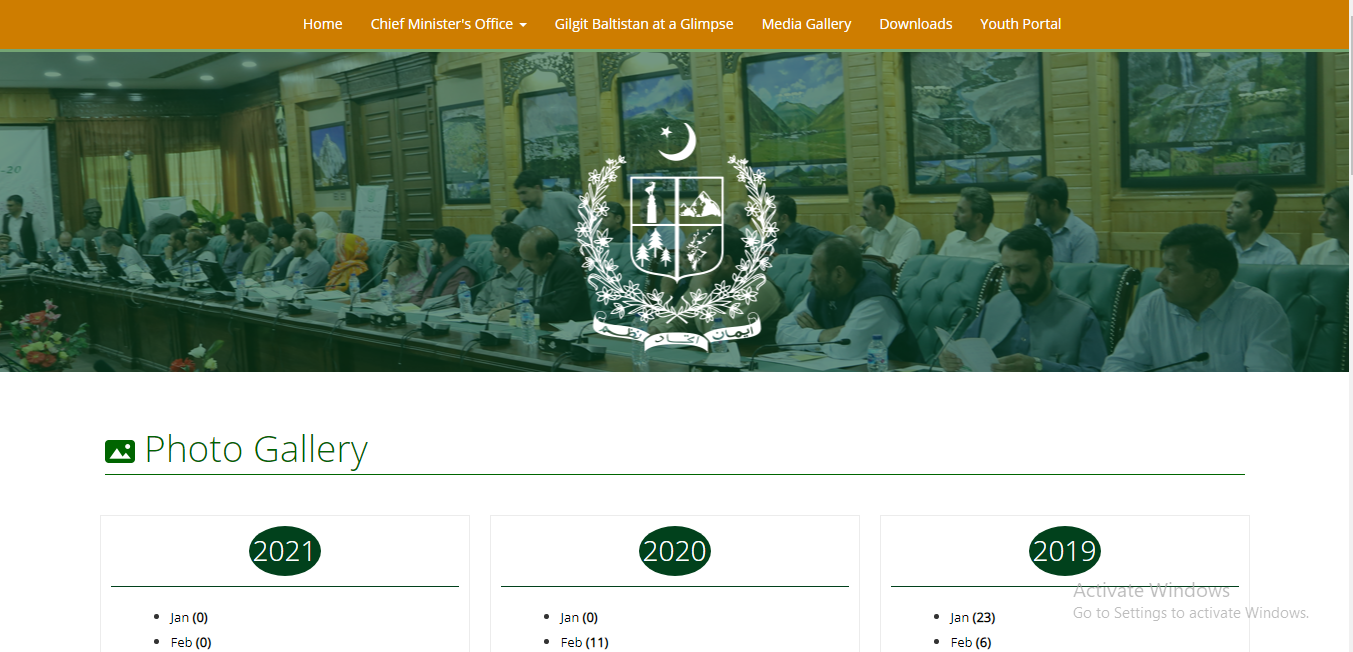 Home Chief Minister's Office Gilgit Baltistan at a Glimpse Media Gallery Downloads Youth Portal
-20
ایمان اتحاد نظم
Photo Gallery
2021
Jan (0)
Feb (0)
2020
Jan (0)
Feb (11)
2019
Jan (23)
Feb (6)
Activate Windows
Go to Settings to activate Windows.